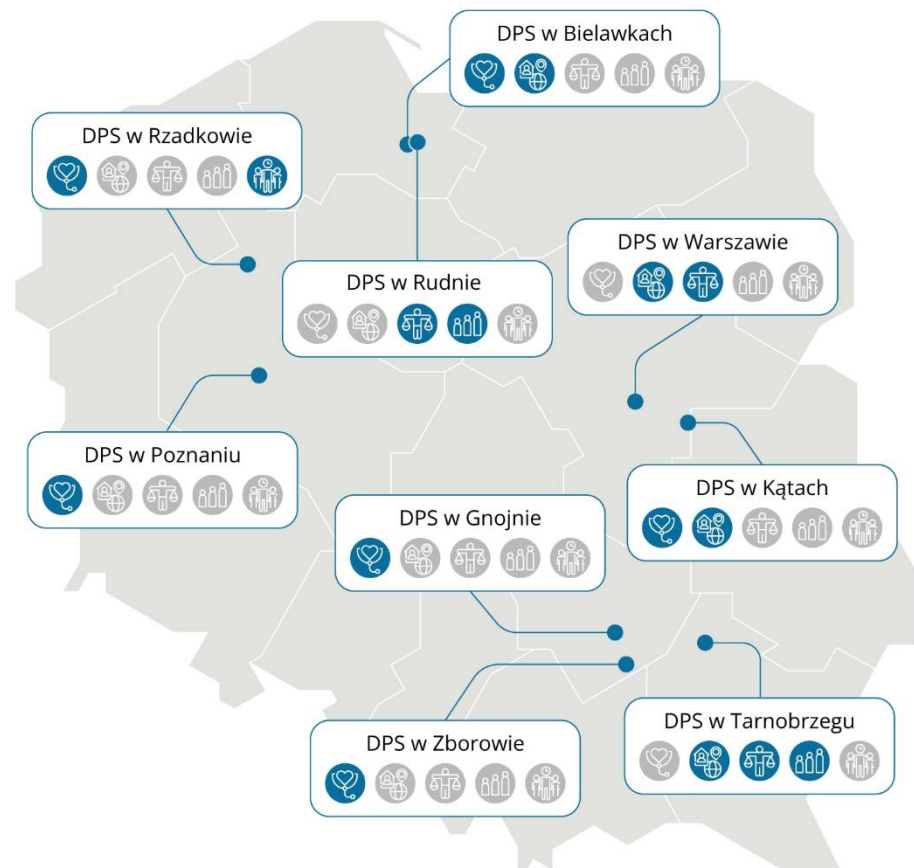 DPS w Bielawkach
DPS w Rzadkowie
DPS w Warszawie
DPS w Rudnie
DPS w Poznaniu
DPS w Kątach
DPS w Gnojnie
DPS w Tarnobrzegu
DPS w Zborowie